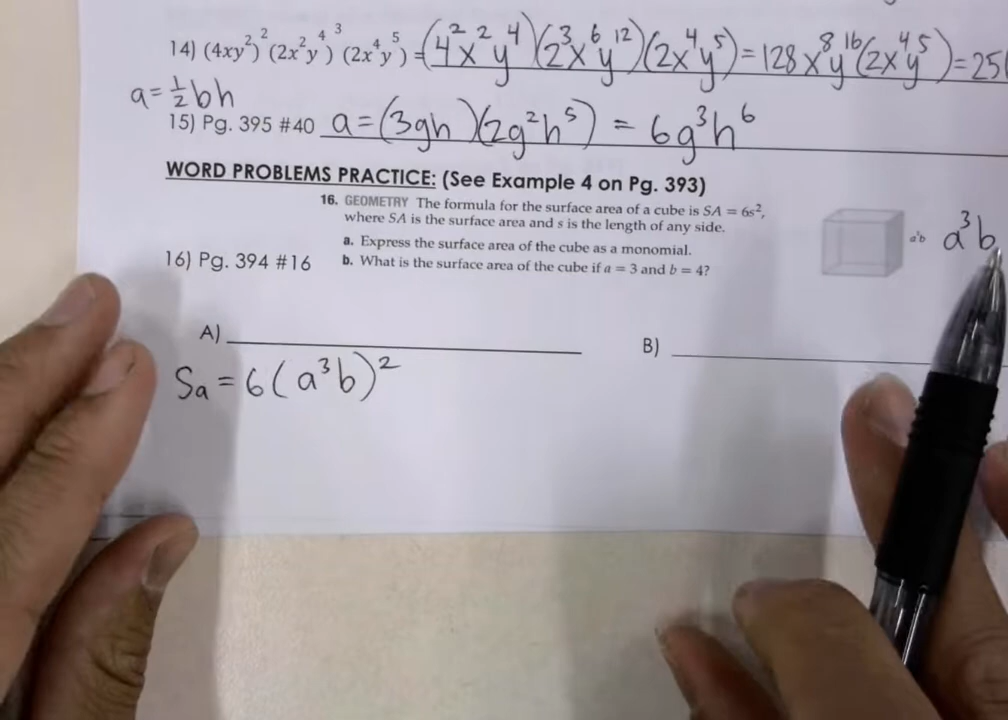 14) (4xy²)² (2x²y⁴)³ (2x⁴y⁵) = (4²x²y⁴)(2³x⁶y¹²)(2x⁴y⁵) = 128x⁸y¹⁶(2x⁴y⁵) = 25
a = ½bh
15) Pg. 395 #40 a = (3gh)(2g²h⁵) = 6g³h⁶
WORD PROBLEMS PRACTICE: (See Example 4 on Pg. 393)
16. GEOMETRY The formula for the surface area of a cube is SA = 6s²,
where SA is the surface area and s is the length of any side.
a³b
a. Express the surface area of the cube as a monomial.
16) Pg. 394 #16 b. What is the surface area of the cube if a = 3 and b = 4?
A) B)
Sa = 6(a³b)²